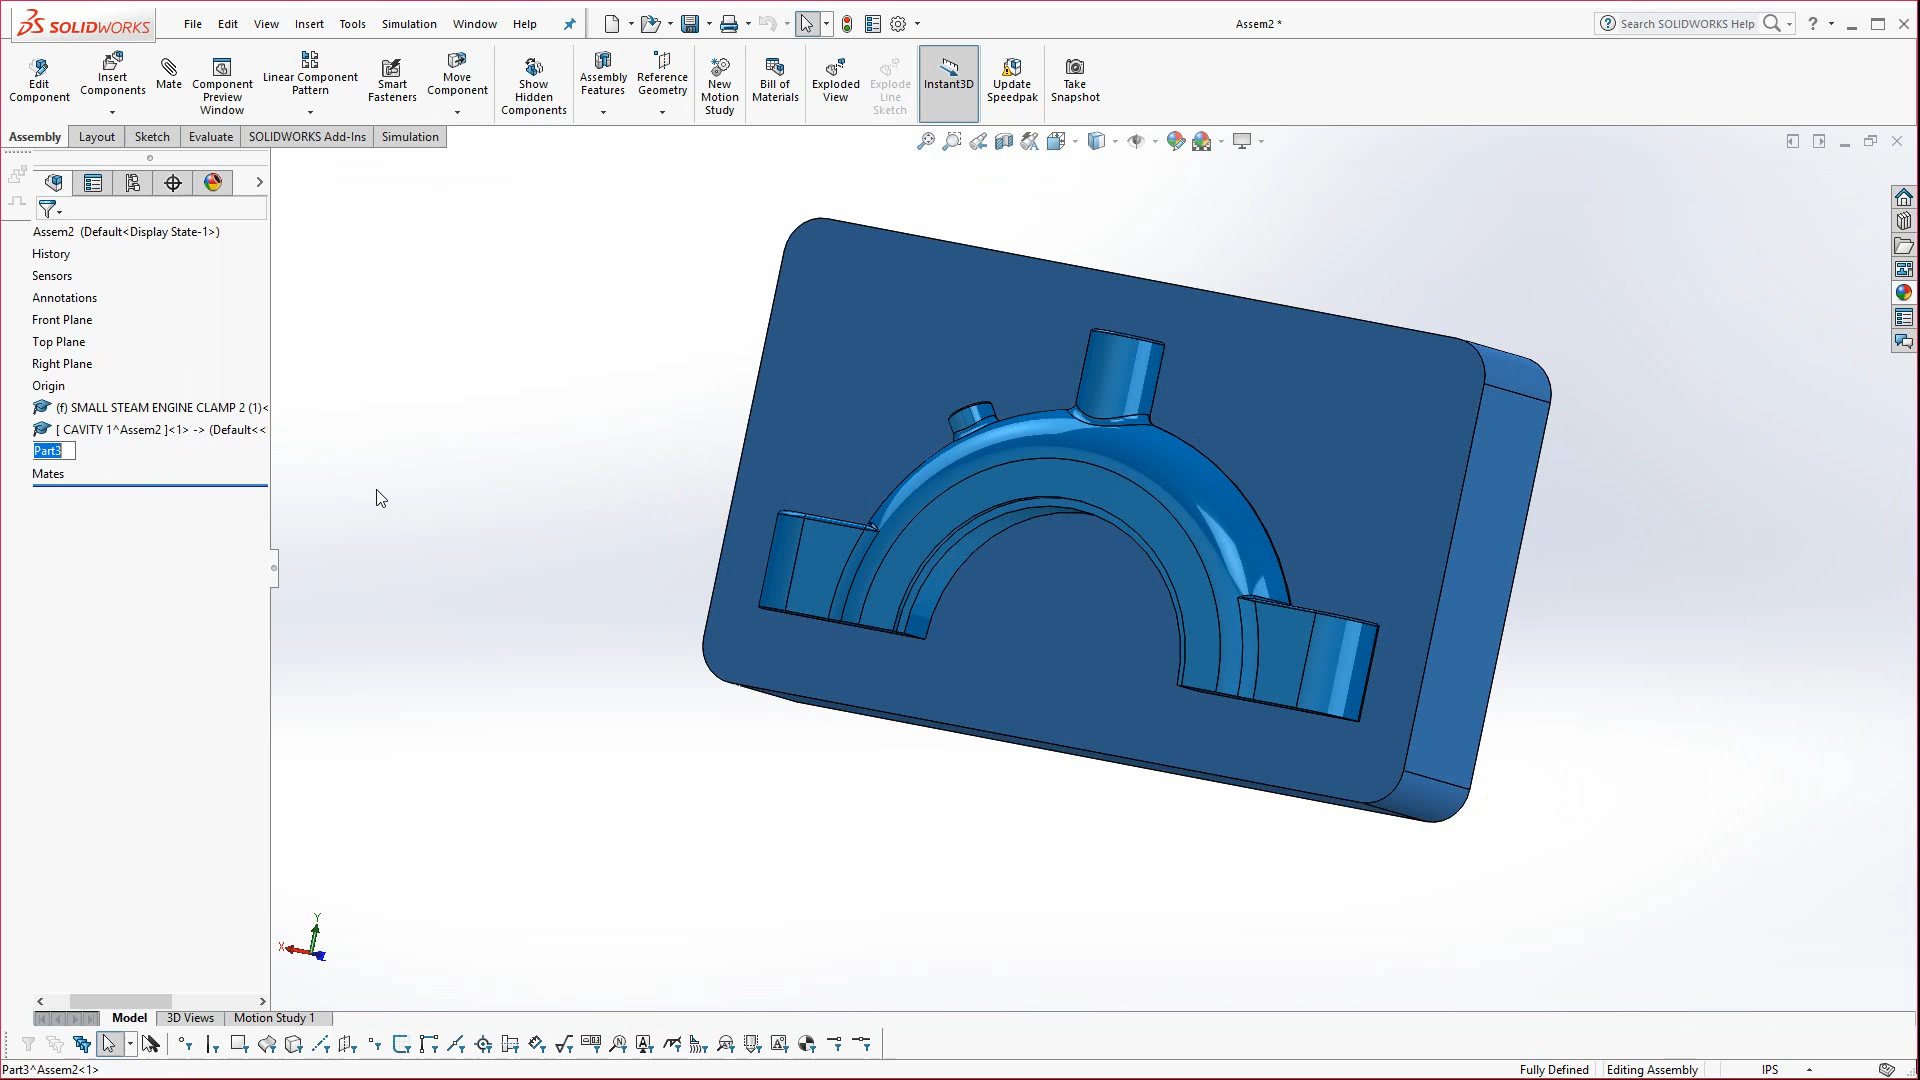 SOLIDWORKS
File Edit View Insert Tools Simulation Window Help
Assem2 *
Search SOLIDWORKS Help
Edit Component
Insert Components
Mate
Component Preview Window
Linear Component Pattern
Smart Fasteners
Move Component
Show Hidden Components
Assembly Features
Reference Geometry
New Motion Study
Bill of Materials
Exploded View
Explode Line Sketch
Instant3D
Update Speedpak
Take Snapshot
Assembly Layout Sketch Evaluate SOLIDWORKS Add-Ins Simulation
Assem2 (Default<Display State-1>)
History
Sensors
Annotations
Front Plane
Top Plane
Right Plane
Origin
(f) SMALL STEAM ENGINE CLAMP 2 (1)<
[ CAVITY 1^Assem2 ]<1> -> (Default<<
Part3
Mates
Y
X
Z
Model 3D Views Motion Study 1
Part3^Assem2<1>
Fully Defined Editing Assembly IPS